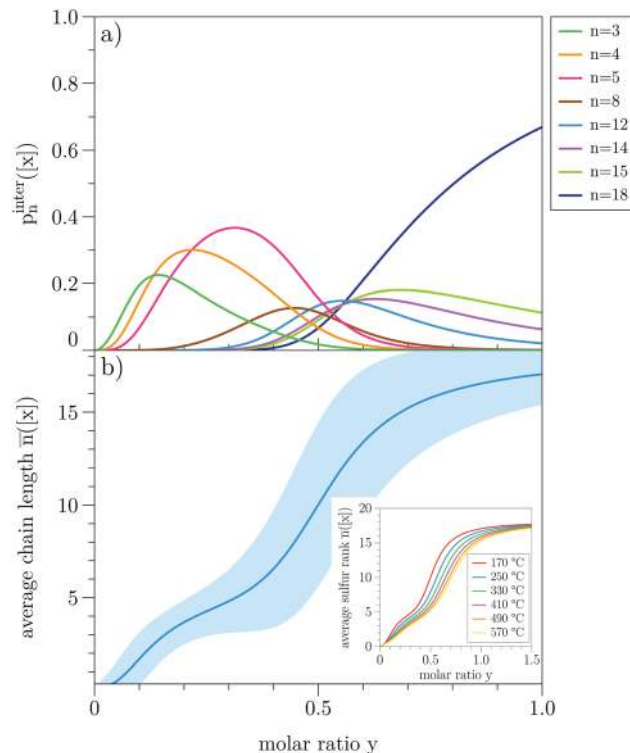 a)
1.0
0.8
0.6
0.4
0.2
0
p_n^inter([x])
n=3
n=4
n=5
n=8
n=12
n=14
n=15
n=18
b)
15
10
5
average chain length n̅([x])
0
0.5
1.0
molar ratio y
20
15
10
5
0
average sulfur rank n̅([x])
170 °C
250 °C
330 °C
410 °C
490 °C
570 °C
0
0.5
1.0
1.5
molar ratio y